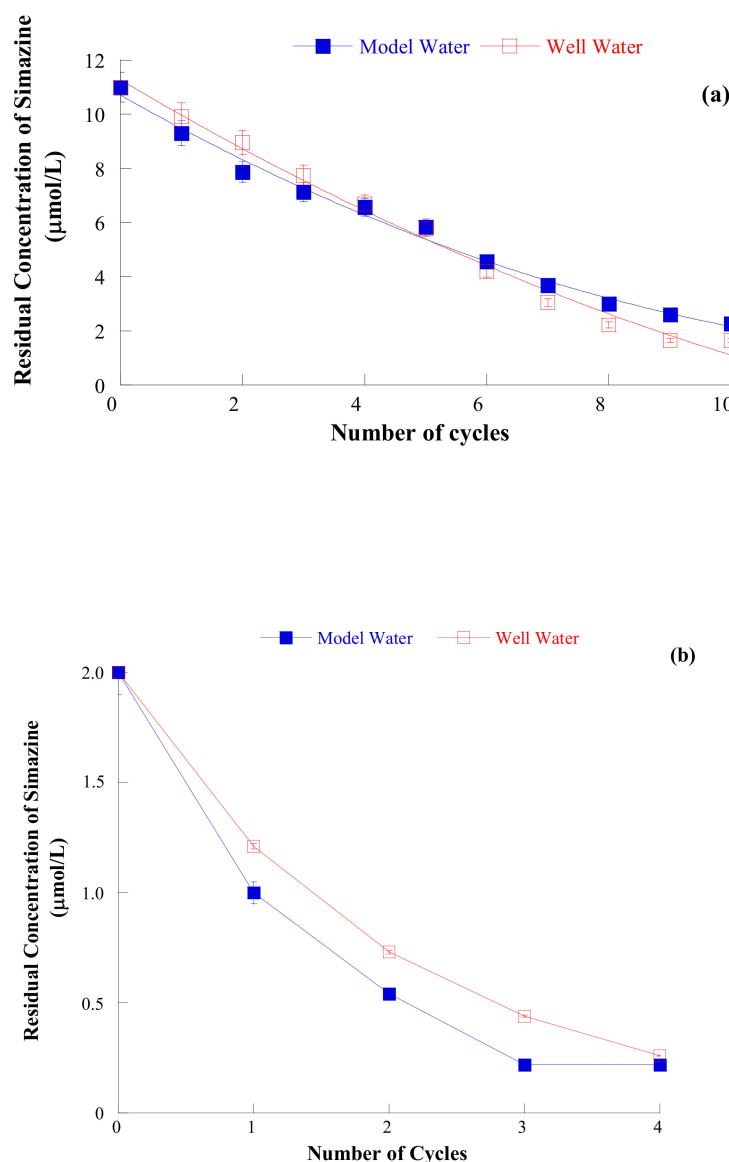 Model Water
Well Water
(a)
12
10
8
6
4
2
0
0 2 4 6 8 10
Residual Concentration of Simazine
(µmol/L)
Number of cycles
Model Water
Well Water
(b)
2.0
1.5
1.0
0.5
0
0 1 2 3 4
Residual Concentration of Simazine
(µmol/L)
Number of Cycles